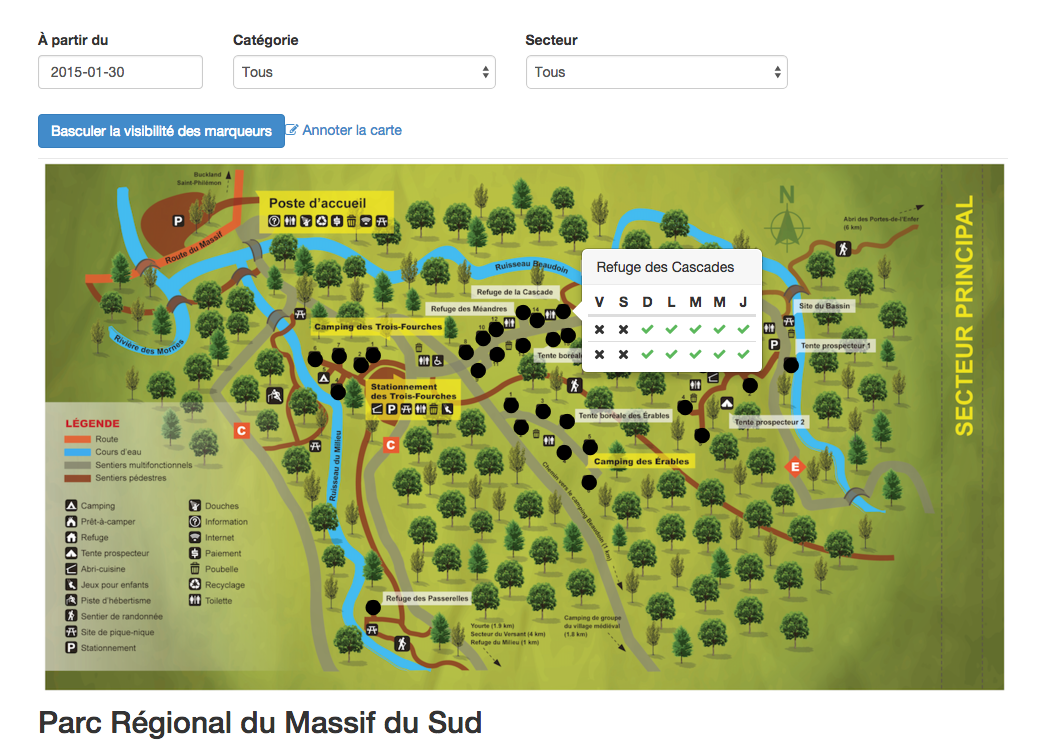 À partir du
Catégorie
Secteur
2015-01-30
Tous
Tous
Basculer la visibilité des marqueurs
Annoter la carte
Buckland
Saint-Philémon
Poste d'accueil
P
Route du Massif
N
Abri des Portes-de-l'Enfer
(6 km)
SECTEUR PRINCIPAL
Ruisseau Beaudoin
Refuge des Cascades
V S D L M M J
Refuge de la Cascade
Refuge des Méandres
Site du Bassin
Camping des Trois-Fourches
12
14
10
8
Rivière des Mornes
Tente boréale
Tente prospecteur 1
P
Stationnement
des Trois-Fourches
P
Tente boréale des Érables
Tente prospecteur 2
1
3
4
C
C
E
Camping des Érables
Ruisseau du Milieu
Chemin vers le camping Beaudoin (1 km)
LÉGENDE
Route
Cours d'eau
Sentiers multifonctionnels
Sentiers pédestres
Camping
Prêt-à-camper
Refuge
Tente prospecteur
Abri-cuisine
Jeux pour enfants
Piste d'hébertisme
Sentier de randonnée
Site de pique-nique
P Stationnement
Douches
Information
Internet
Paiement
Poubelle
Recyclage
Toilette
Refuge des Passerelles
Yourte (1.9 km)
Secteur du Versant (4 km)
Refuge du Milieu (1 km)
Camping de groupe
du village médiéval
(1.8 km)
Parc Régional du Massif du Sud